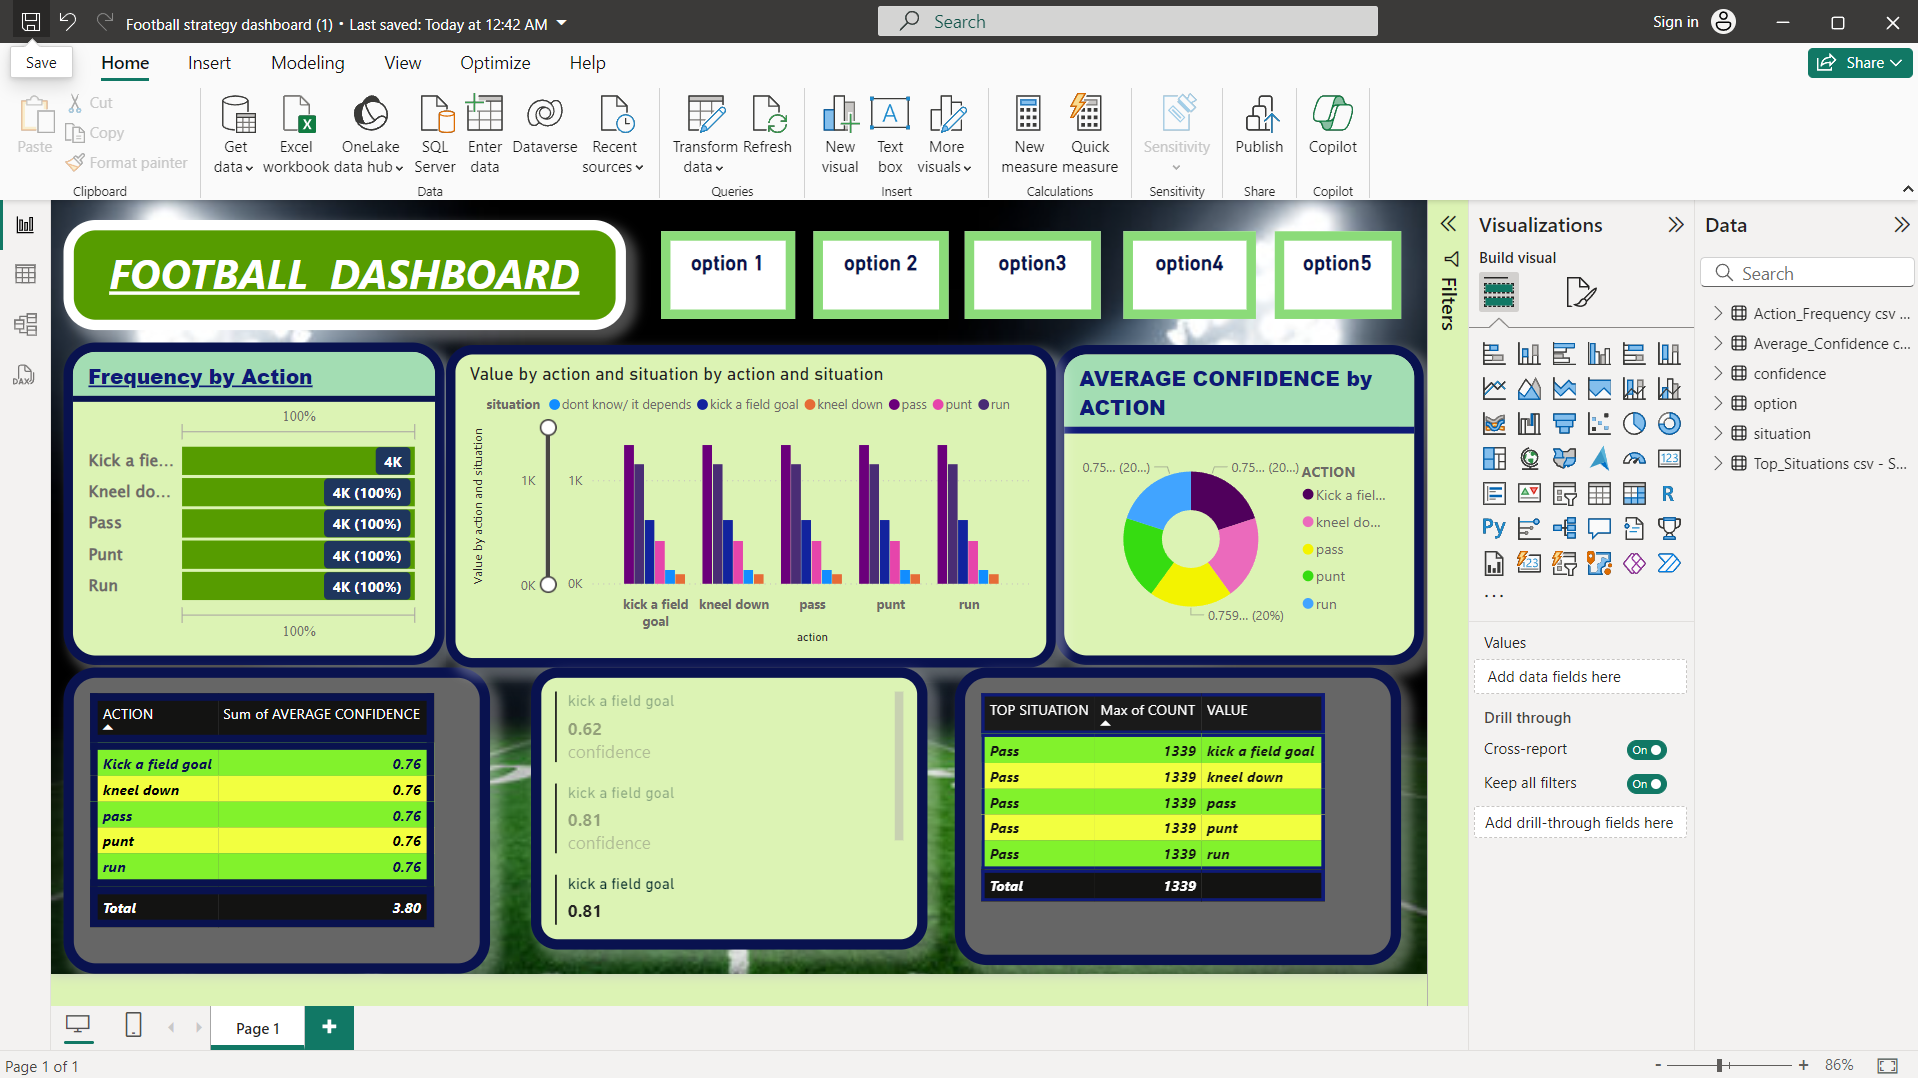 Football strategy dashboard (1) • Last saved: Today at 12:42 AM
Search
Sign in
Save
Home
Insert
Modeling
View
Optimize
Help
Share
Paste
Cut
Copy
Format painter
Clipboard
Get data
Excel workbook
OneLake data hub
SQL Server
Enter data
Dataverse
Recent sources
Data
Transform data
Refresh
Queries
New visual
Text box
More visuals
Insert
New measure
Quick measure
Calculations
Sensitivity
Sensitivity
Publish
Share
Copilot
Copilot
FOOTBALL DASHBOARD
option 1
option 2
option3
option4
option5
Frequency by Action
100%
Kick a fie...
4K
Kneel do...
4K (100%)
Pass
4K (100%)
Punt
4K (100%)
Run
4K (100%)
100%
Value by action and situation by action and situation
situation
dont know/ it depends
kick a field goal
kneel down
pass
punt
run
Value by action and situation
1K
0K
1K
0K
kick a field goal
kneel down
pass
punt
run
action
AVERAGE CONFIDENCE by
ACTION
0.75... (20...)
0.75... (20...)
0.759... (20%)
ACTION
Kick a fiel...
kneel do...
pass
punt
run
ACTION Sum of AVERAGE CONFIDENCE
Kick a field goal 0.76
kneel down 0.76
pass 0.76
punt 0.76
run 0.76
Total 3.80
kick a field goal
0.62
confidence
kick a field goal
0.81
confidence
kick a field goal
0.81
TOP SITUATION Max of COUNT VALUE
Pass 1339 kick a field goal
Pass 1339 kneel down
Pass 1339 pass
Pass 1339 punt
Pass 1339 run
Total 1339
Filters
Visualizations
Build visual
123
R
Py
123
...
Values
Add data fields here
Drill through
Cross-report
On
Keep all filters
On
Add drill-through fields here
Data
Search
Action_Frequency csv ...
Average_Confidence c...
confidence
option
situation
Top_Situations csv - S...
DAX
Page 1
Page 1 of 1
- + 86%